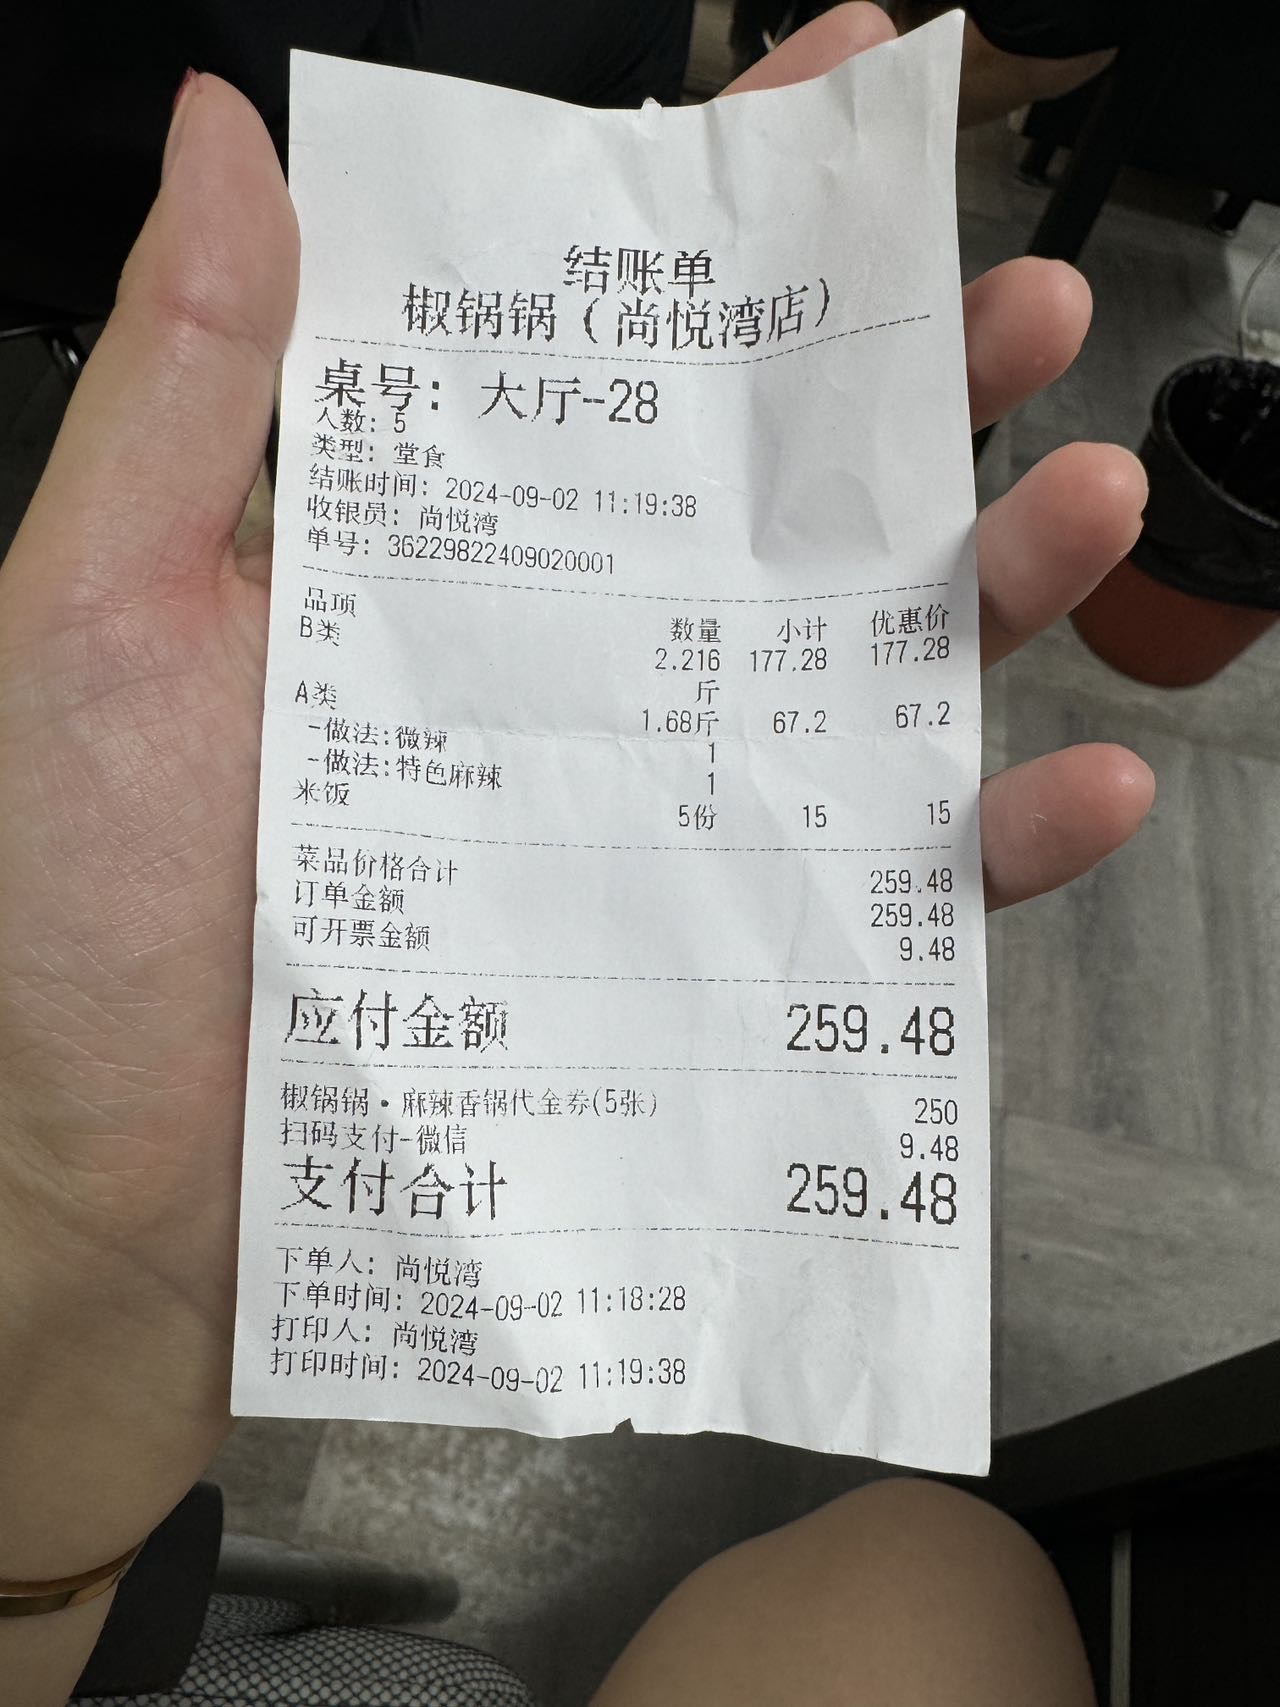 结账单
椒锅锅（尚悦湾店）
桌号：大厅-28
人数：5
类型：堂食
结账时间：2024-09-02 11:19:38
收银员：尚悦湾
单号：36229822409020001
品项 数量 小计 优惠价
B类 2.216 177.28 177.28
斤
A类 1.68斤 67.2 67.2
-做法:微辣 1
-做法:特色麻辣 1
米饭 5份 15 15
菜品价格合计 259.48
订单金额 259.48
可开票金额 9.48
应付金额 259.48
椒锅锅·麻辣香锅代金券(5张) 250
扫码支付-微信 9.48
支付合计 259.48
下单人：尚悦湾
下单时间：2024-09-02 11:18:28
打印人：尚悦湾
打印时间：2024-09-02 11:19:38